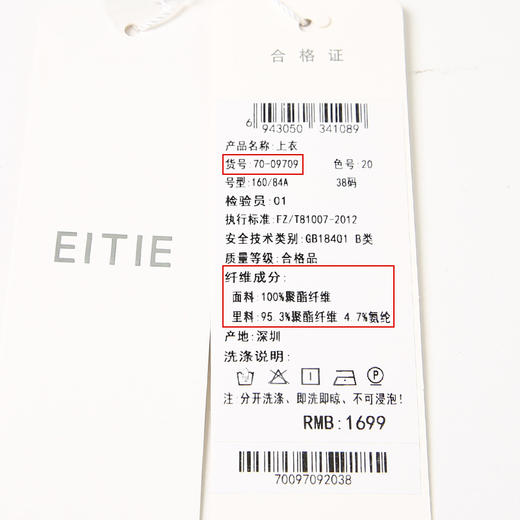 EITIE
合格证
6 943050 341089
产品名称:上衣
货号:70-09709 色号:20
号型:160/84A 38码
检验员:01
执行标准:FZ/T81007-2012
安全技术类别:GB18401 B类
质量等级:合格品
纤维成分:
面料:100%聚酯纤维
里料:95.3%聚酯纤维 4.7%氨纶
产地:深圳
洗涤说明:
P
注:分开洗涤、即洗即晾、不可浸泡!
RMB:1699
70097092038